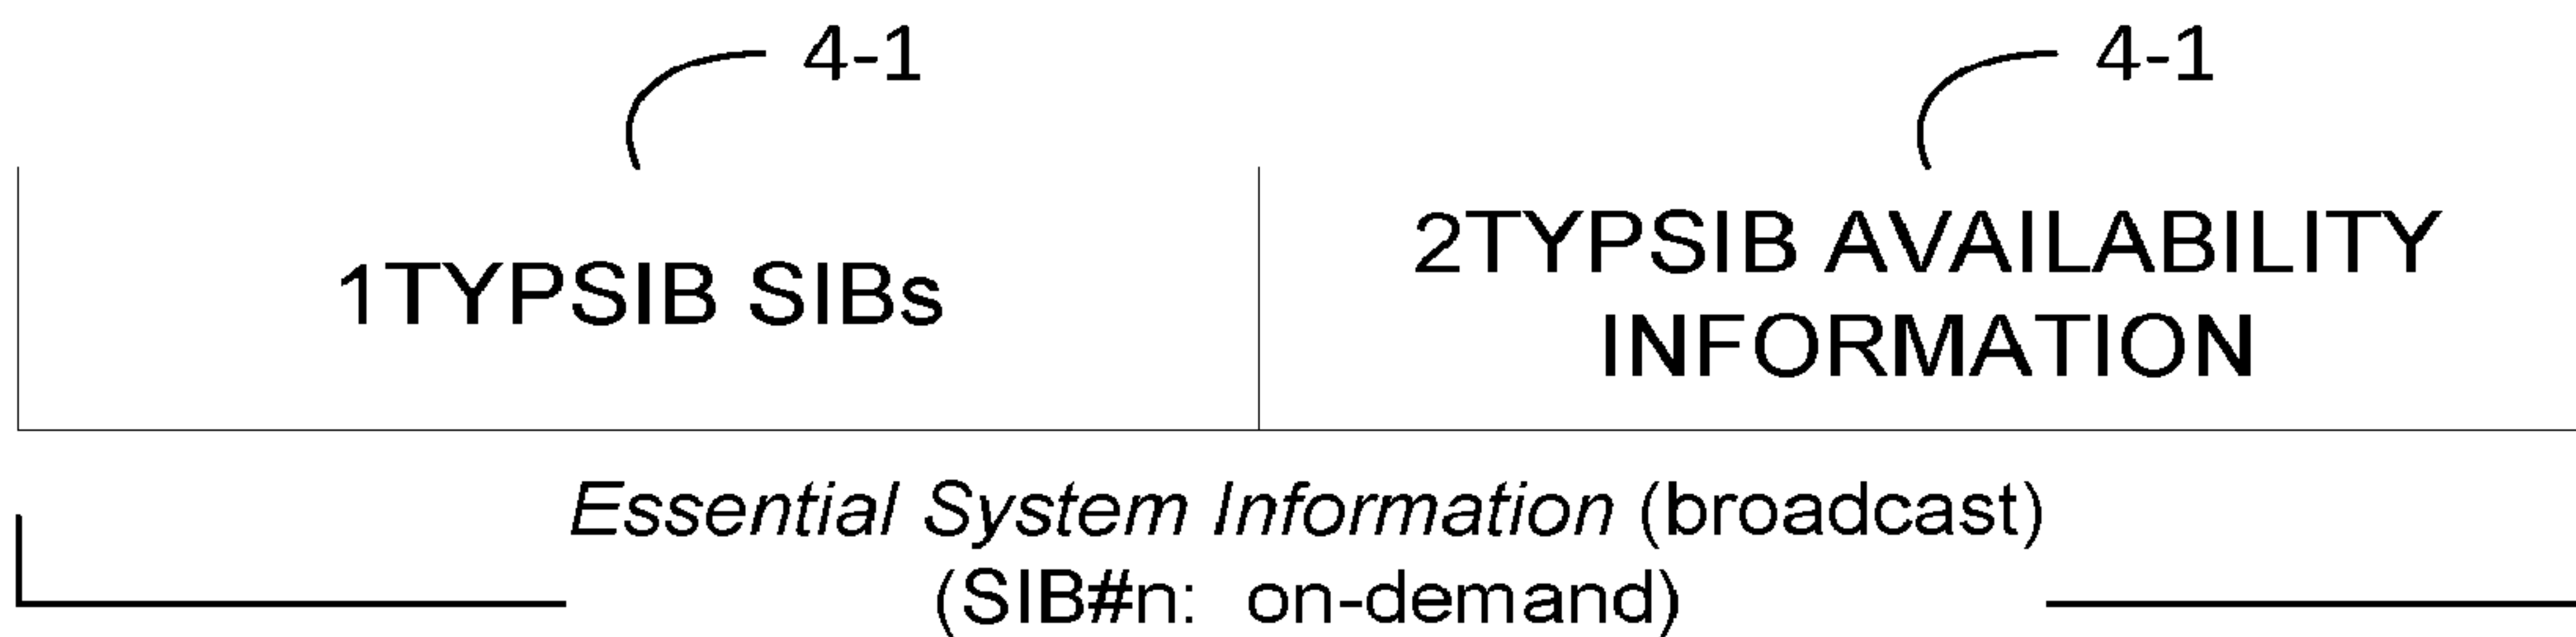 4-1
4-1
1TYPSIB SIBs
2TYPSIB AVAILABILITY
INFORMATION
Essential System Information (broadcast)
(SIB#n: on-demand)